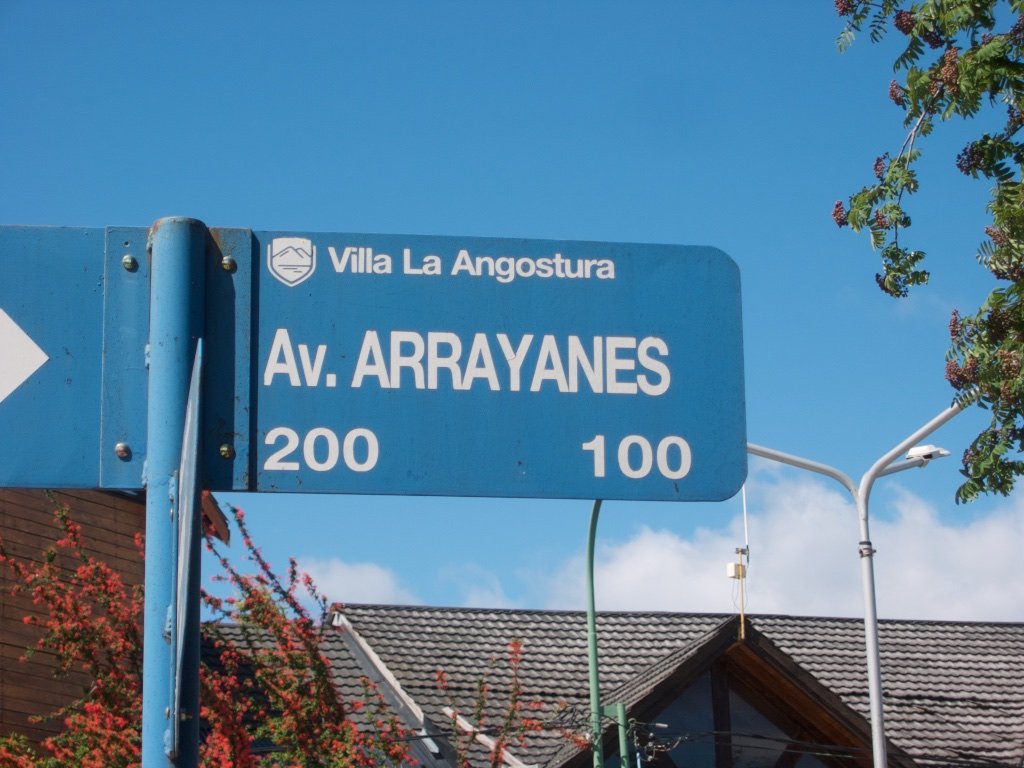 Villa La Angostura
Av. ARRAYANES
200 100